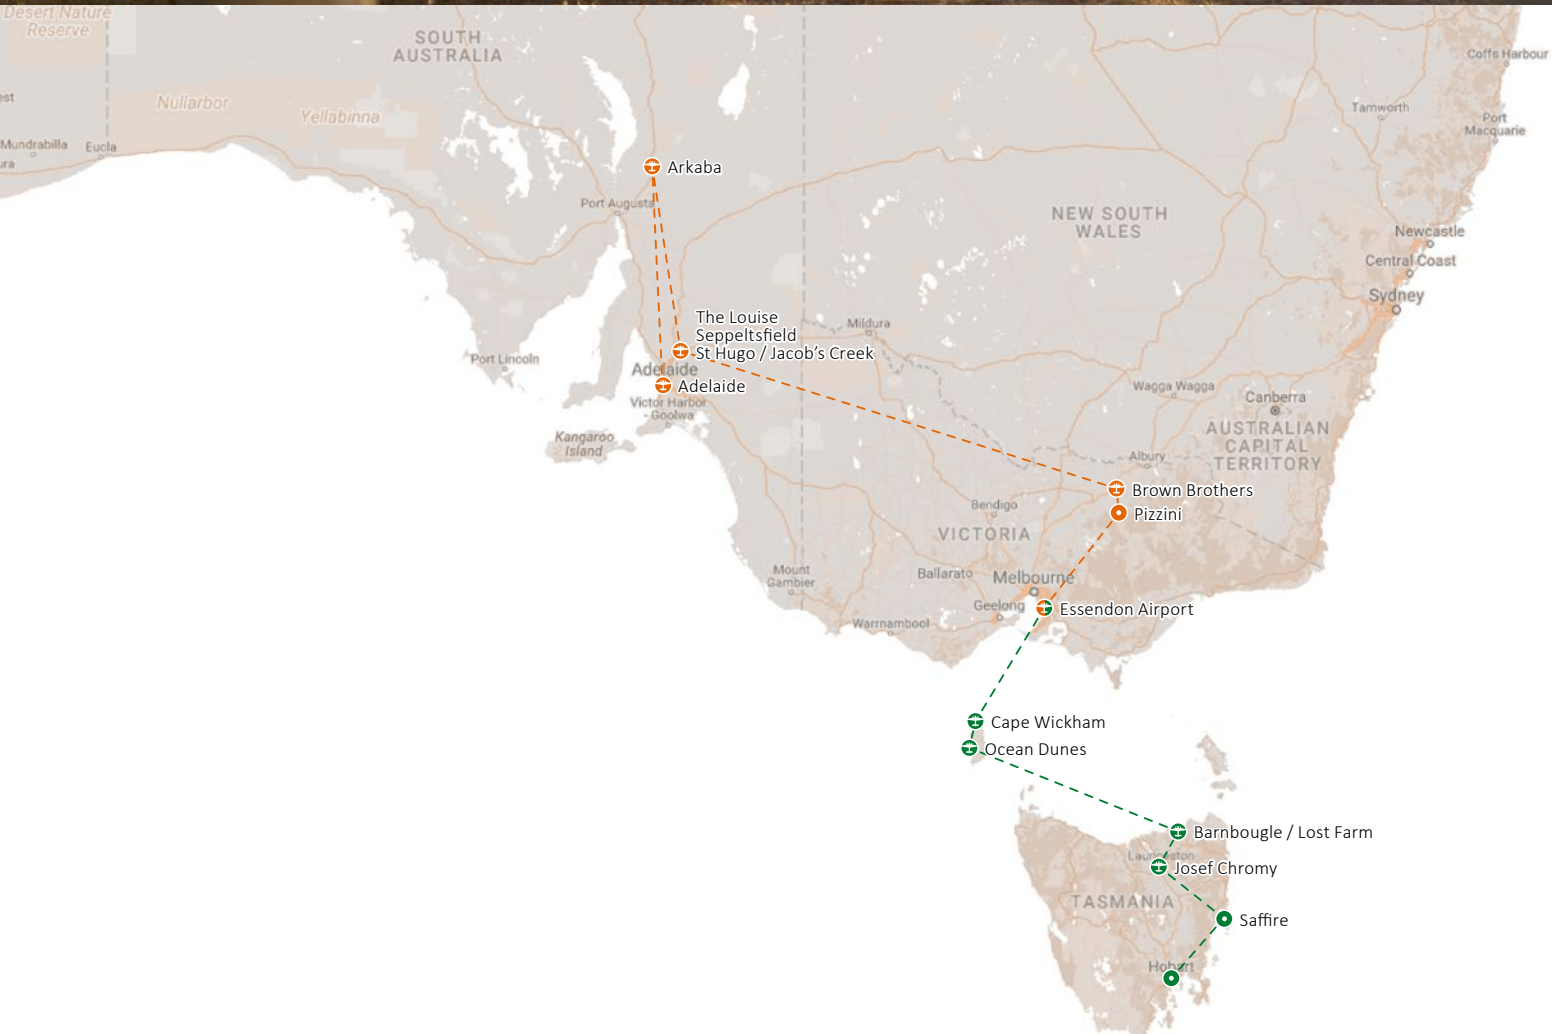 Desert Nature
Reserve
SOUTH
AUSTRALIA
Coffs Harbour
Nullarbor
Yellabinna
est
Tamworth
Port
Macquarie
Mundrabilla
Eucla
ura
Arkaba
Port Augusta
NEW SOUTH
WALES
Newcastle
Central Coast
Sydney
The Louise
Seppeltsfield
St Hugo / Jacob's Creek
Mildura
Port Lincoln
Adelaide
Adelaide
Wagga Wagga
Canberra
Victor Harbor
- Goolwa
AUSTRALIAN
CAPITAL
TERRITORY
Kangaroo
Island
Albury
Brown Brothers
Pizzini
Bendigo
VICTORIA
Mount
Gambier
Ballarato
Melbourne
Geelong
Essendon Airport
Warrnambool
Cape Wickham
Ocean Dunes
Barnbougle / Lost Farm
Launceston
Josef Chromy
TASMANIA
Saffire
Hobart